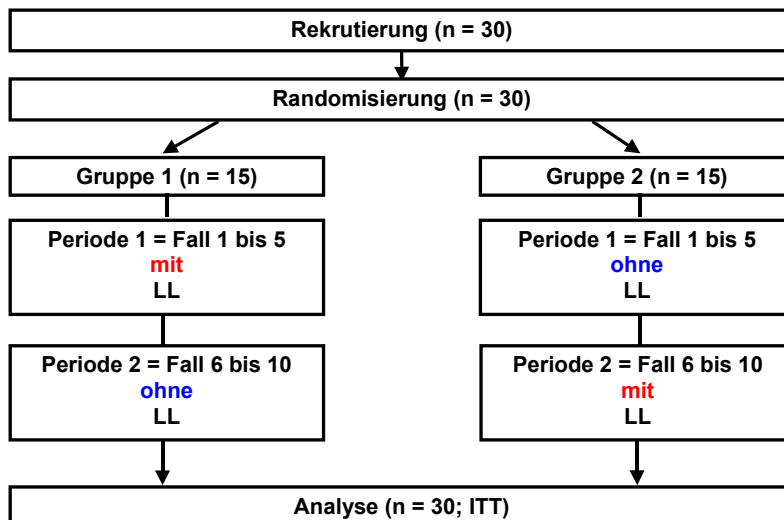 Rekrutierung (n = 30)
Randomisierung (n = 30)
Gruppe 1 (n = 15)
Gruppe 2 (n = 15)
Periode 1 = Fall 1 bis 5
mit
LL
Periode 1 = Fall 1 bis 5
ohne
LL
Periode 2 = Fall 6 bis 10
ohne
LL
Periode 2 = Fall 6 bis 10
mit
LL
Analyse (n = 30; ITT)